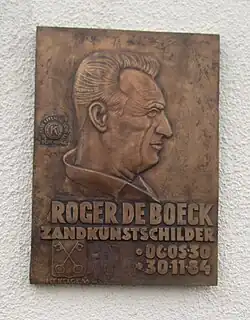 ROGER DE BOECK
ZANDKUNSTSCHILDER
°06·05·30
*30·11·84